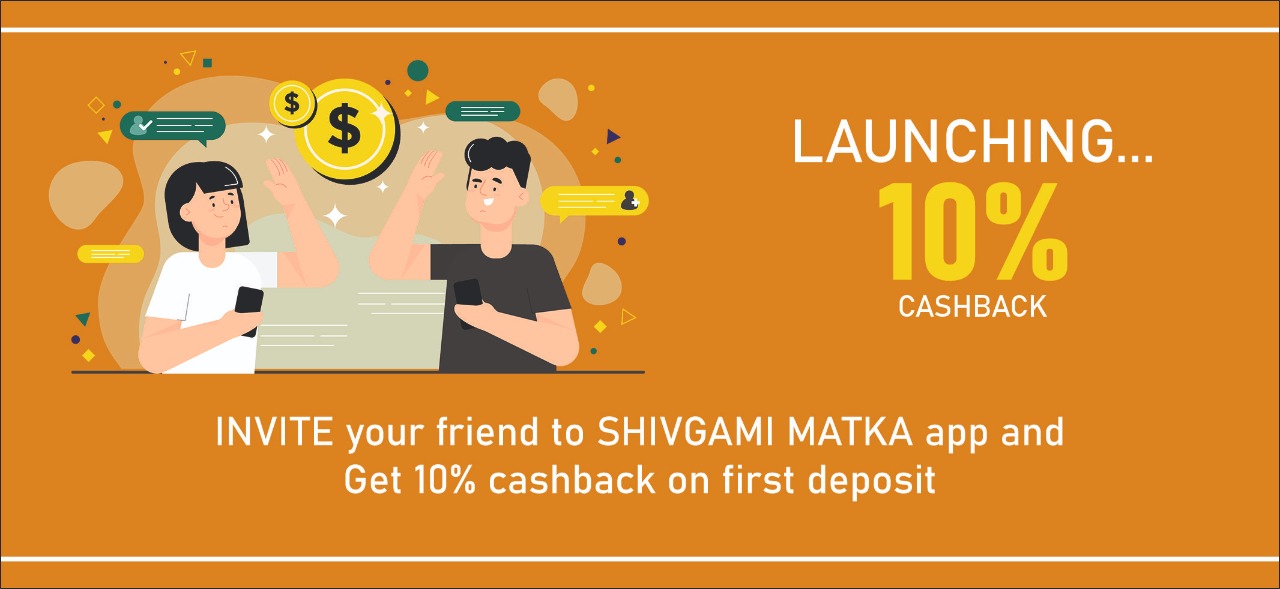 $
$
LAUNCHING...
10%
CASHBACK
INVITE your friend to SHIVGAMI MATKA app and
Get 10% cashback on first deposit